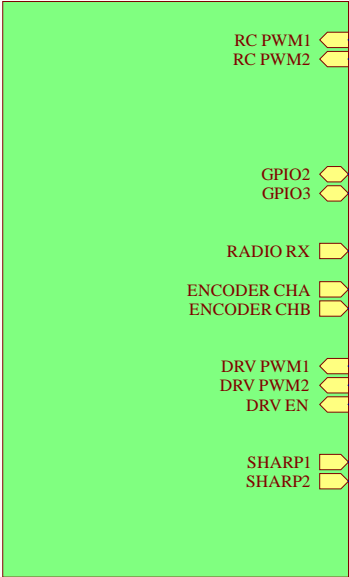 RC PWM1
RC PWM2
GPIO2
GPIO3
RADIO RX
ENCODER CHA
ENCODER CHB
DRV PWM1
DRV PWM2
DRV EN
SHARP1
SHARP2